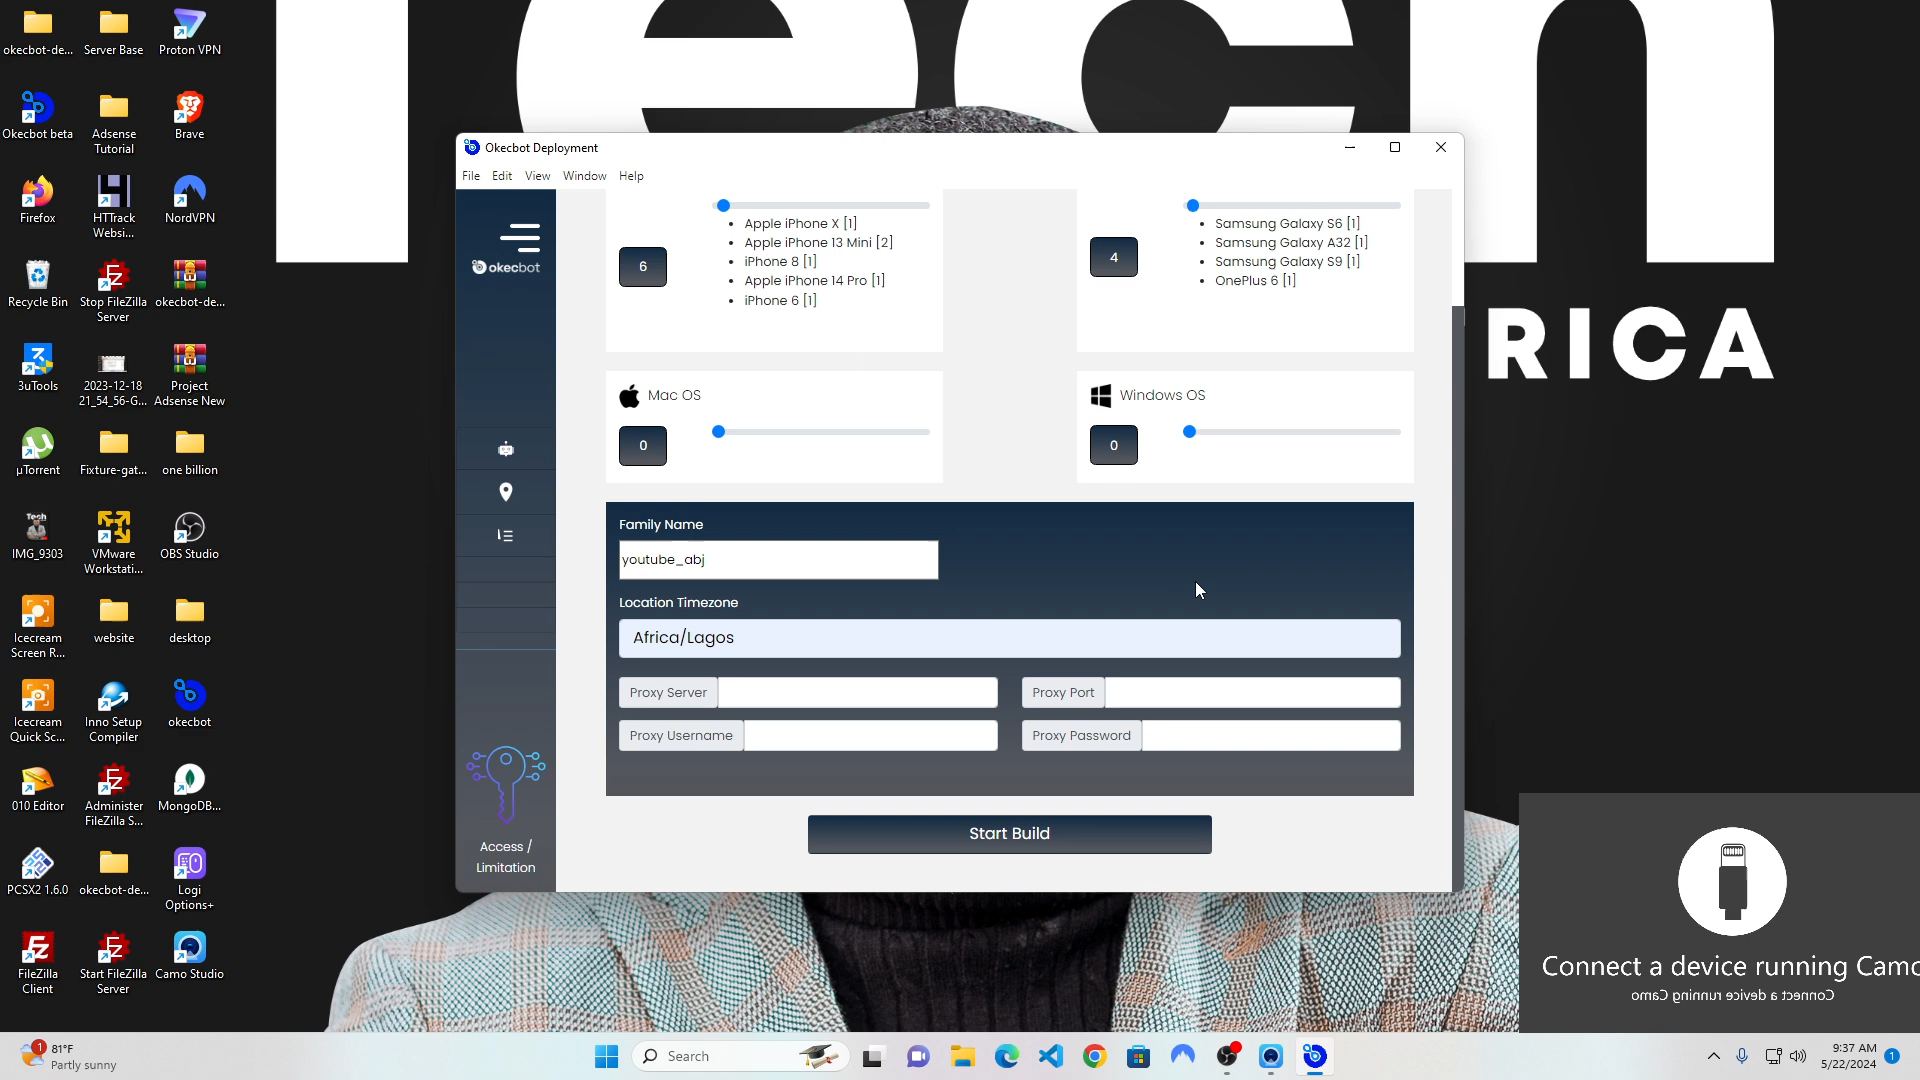 okecbot-de...
Server Base
Proton VPN
Okecbot beta
Adsense
Tutorial
Brave
Firefox
HTTrack
Websi...
NordVPN
Recycle Bin
Stop FileZilla
Server
okecbot-de...
3uTools
2023-12-18
21_54_56-G...
Project
Adsense New
µTorrent
Fixture-gat...
one billion
Tech
IMG_9303
VMware
Workstati...
OBS Studio
Icecream
Screen R...
website
desktop
Icecream
Quick Sc...
Inno Setup
Compiler
okecbot
010 Editor
Administer
FileZilla S...
MongoDB...
PCSX2 1.6.0
okecbot-de...
Logi
Options+
FileZilla
Client
Start FileZilla
Server
Camo Studio
Tech
RICA
Okecbot Deployment
File Edit View Window Help
okecbot
Access /
Limitation
6
Apple iPhone X [1]
Apple iPhone 13 Mini [2]
iPhone 8 [1]
Apple iPhone 14 Pro [1]
iPhone 6 [1]
4
Samsung Galaxy S6 [1]
Samsung Galaxy A32 [1]
Samsung Galaxy S9 [1]
OnePlus 6 [1]
Mac OS
0
Windows OS
0
Family Name
youtube_abj
Location Timezone
Africa/Lagos
Proxy Server
Proxy Port
Proxy Username
Proxy Password
Start Build
Connect a device running Camo
Connect a device running Camo
1
81°F
Partly sunny
Search
9:37 AM
5/22/2024
1